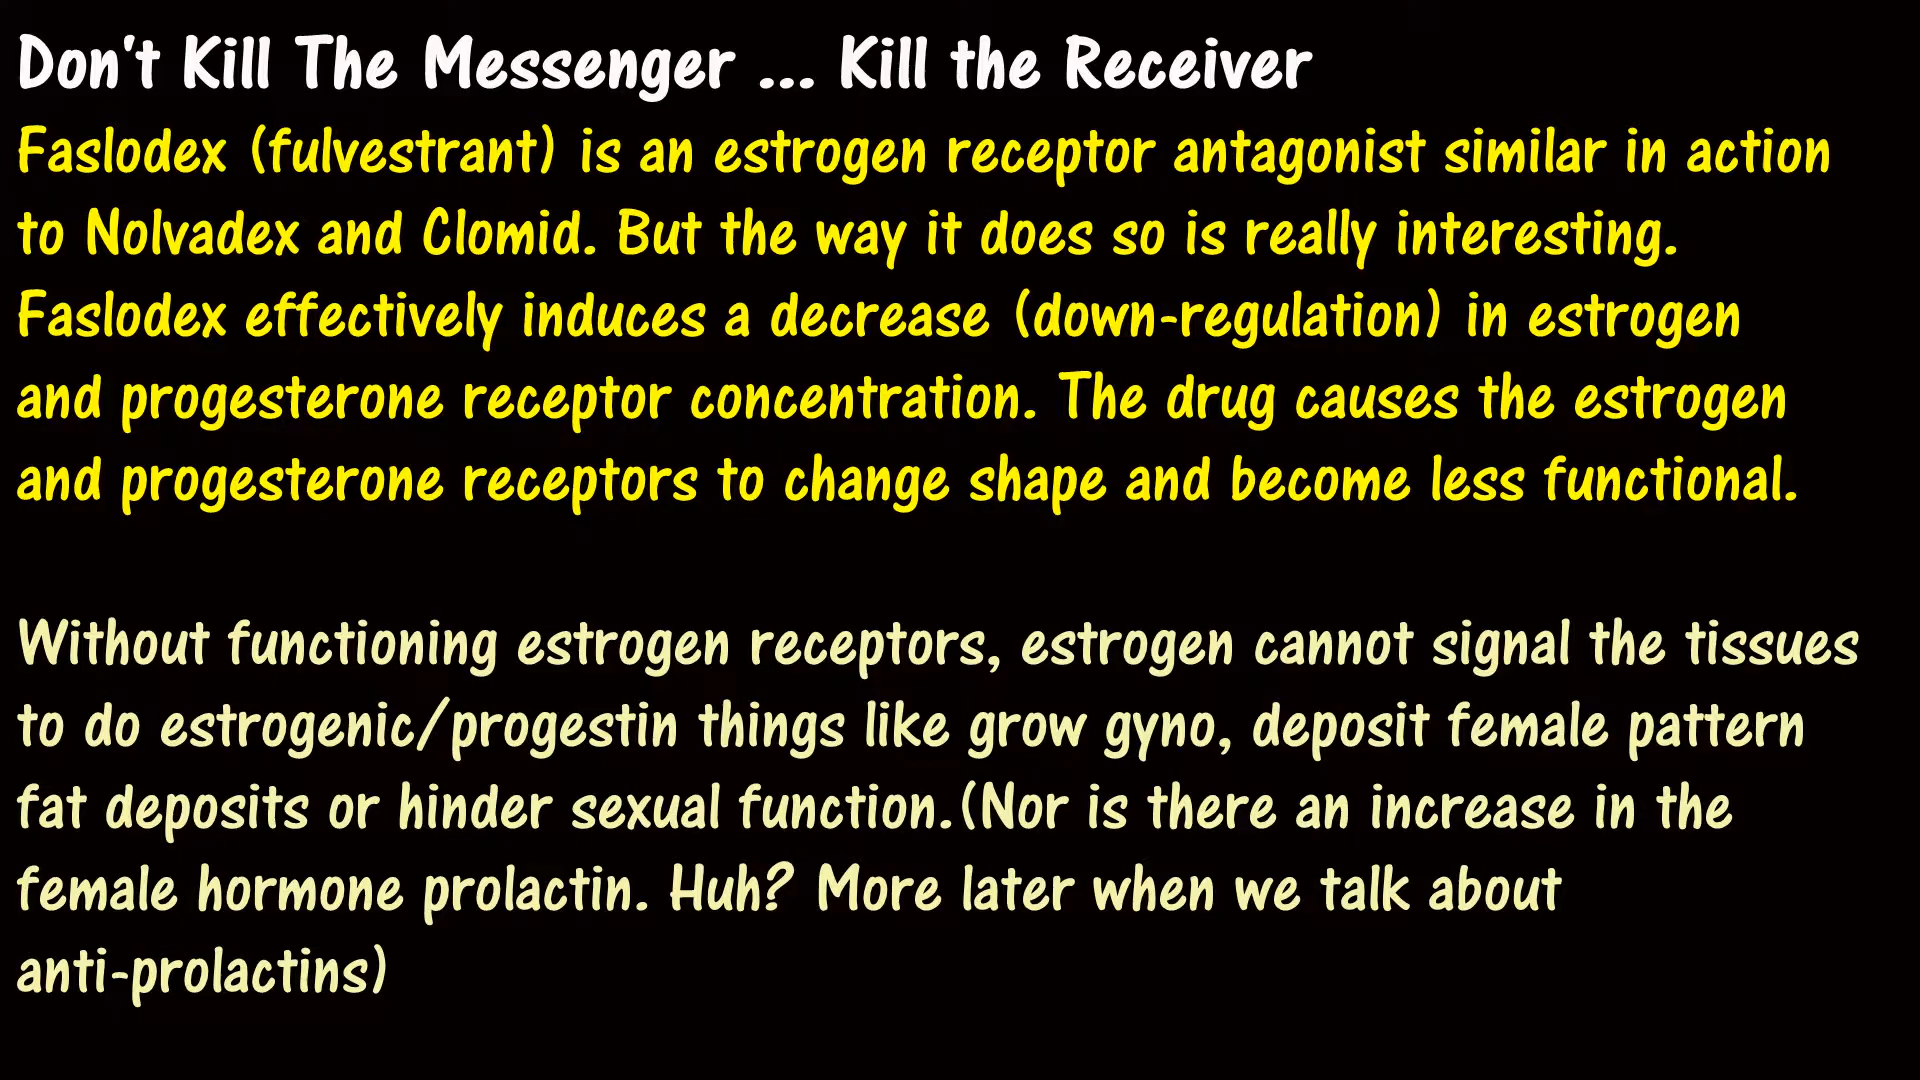 Don't Kill The Messenger ... Kill the Receiver
Faslodex (fulvestrant) is an estrogen receptor antagonist similar in action
to Nolvadex and Clomid. But the way it does so is really interesting.
Faslodex effectively induces a decrease (down-regulation) in estrogen
and progesterone receptor concentration. The drug causes the estrogen
and progesterone receptors to change shape and become less functional.
Without functioning estrogen receptors, estrogen cannot signal the tissues
to do estrogenic/progestin things like grow gyno, deposit female pattern
fat deposits or hinder sexual function.(Nor is there an increase in the
female hormone prolactin. Huh? More later when we talk about
anti-prolactins)